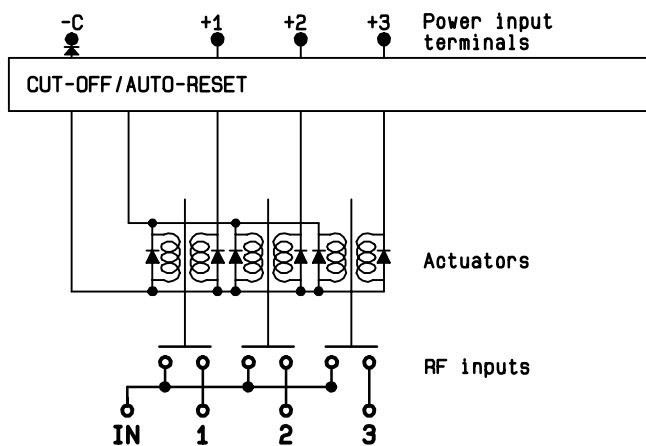 -C +1 +2 +3 Power input
terminals
CUT-OFF/AUTO-RESET
Actuators
RF inputs
IN 1 2 3